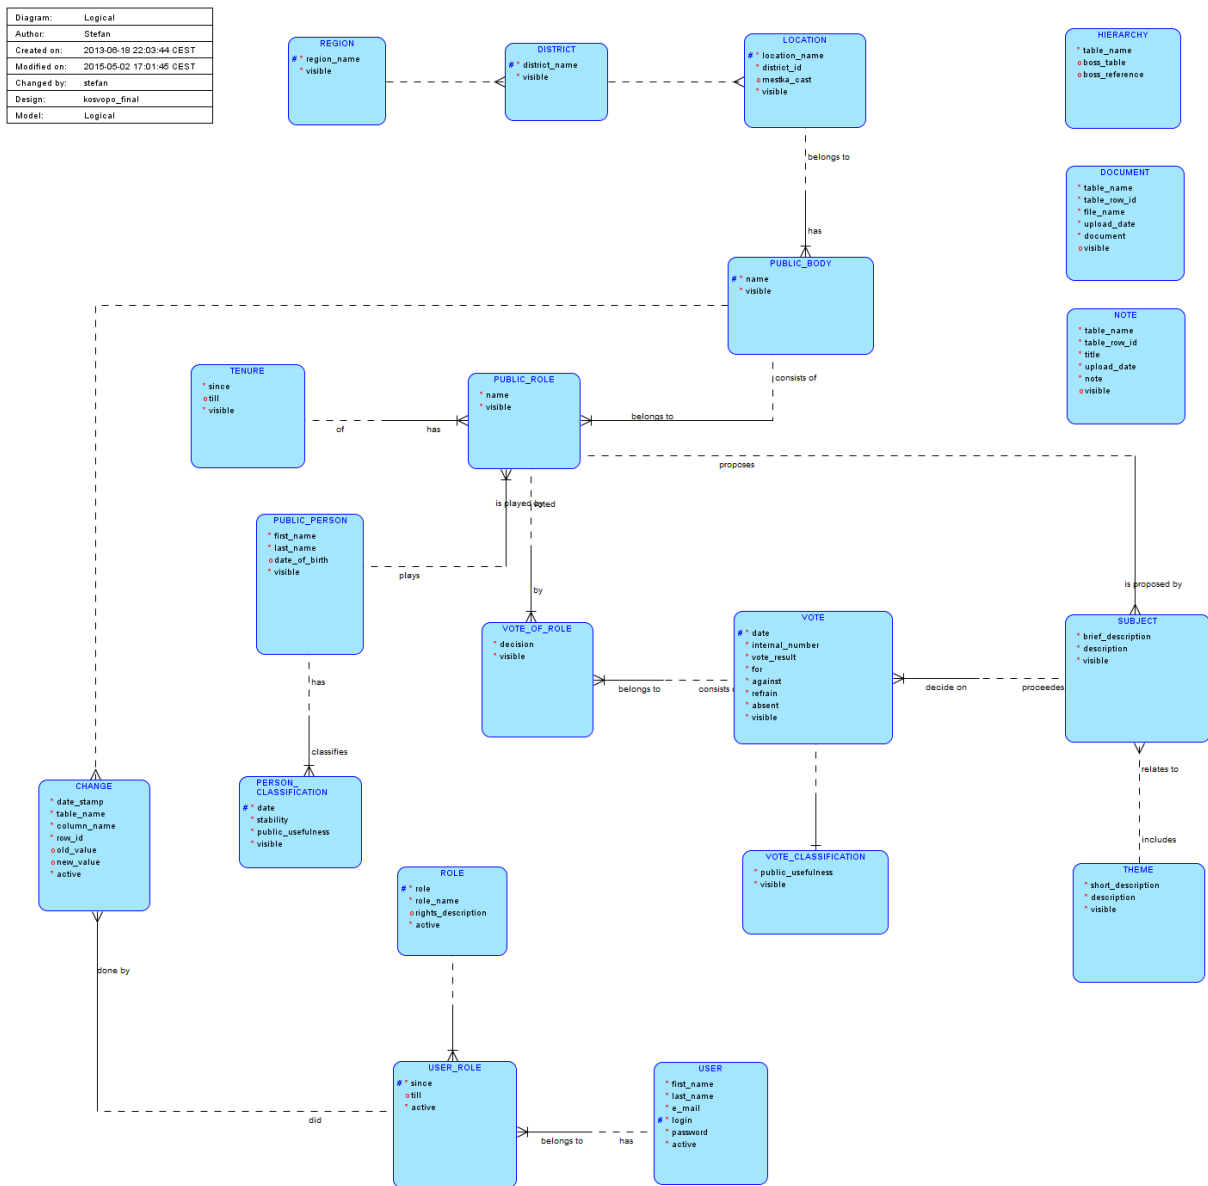 Diagram: Logical
Author: Stefan
Created on: 2013-06-18 22:03:44 CEST
Modified on: 2015-05-02 17:01:45 CEST
Changed by: stefan
Design: kosvopo_final
Model: Logical
REGION
# * region_name
* visible
DISTRICT
# * district_name
* visible
LOCATION
# * location_name
* district_id
o mestka_cast
* visible
HIERARCHY
* table_name
o boss_table
o boss_reference
belongs to
has
DOCUMENT
* table_name
* table_row_id
* file_name
* upload_date
* document
o visible
PUBLIC_BODY
# * name
* visible
NOTE
* table_name
* table_row_id
* title
* upload_date
* note
o visible
TENURE
* since
o till
* visible
of
has
PUBLIC_ROLE
* name
* visible
consists of
belongs to
proposes
is played by
voted
PUBLIC_PERSON
* first_name
* last_name
o date_of_birth
* visible
plays
by
is proposed by
VOTE_OF_ROLE
* decision
* visible
belongs to
consists o
VOTE
# * date
* internal_number
* vote_result
* for
* against
* refrain
* absent
* visible
decide on
proceedes
SUBJECT
* brief_description
* description
* visible
has
classifies
relates to
includes
CHANGE
* date_stamp
* table_name
* column_name
* row_id
o old_value
o new_value
* active
PERSON_
CLASSIFICATION
# * date
* stability
* public_usefulness
* visible
VOTE_CLASSIFICATION
* public_usefulness
* visible
THEME
* short_description
* description
* visible
ROLE
# * role
* role_name
o rights_description
* active
done by
did
USER_ROLE
# * since
o till
* active
belongs to
has
USER
* first_name
* last_name
* e_mail
# * login
* password
* active